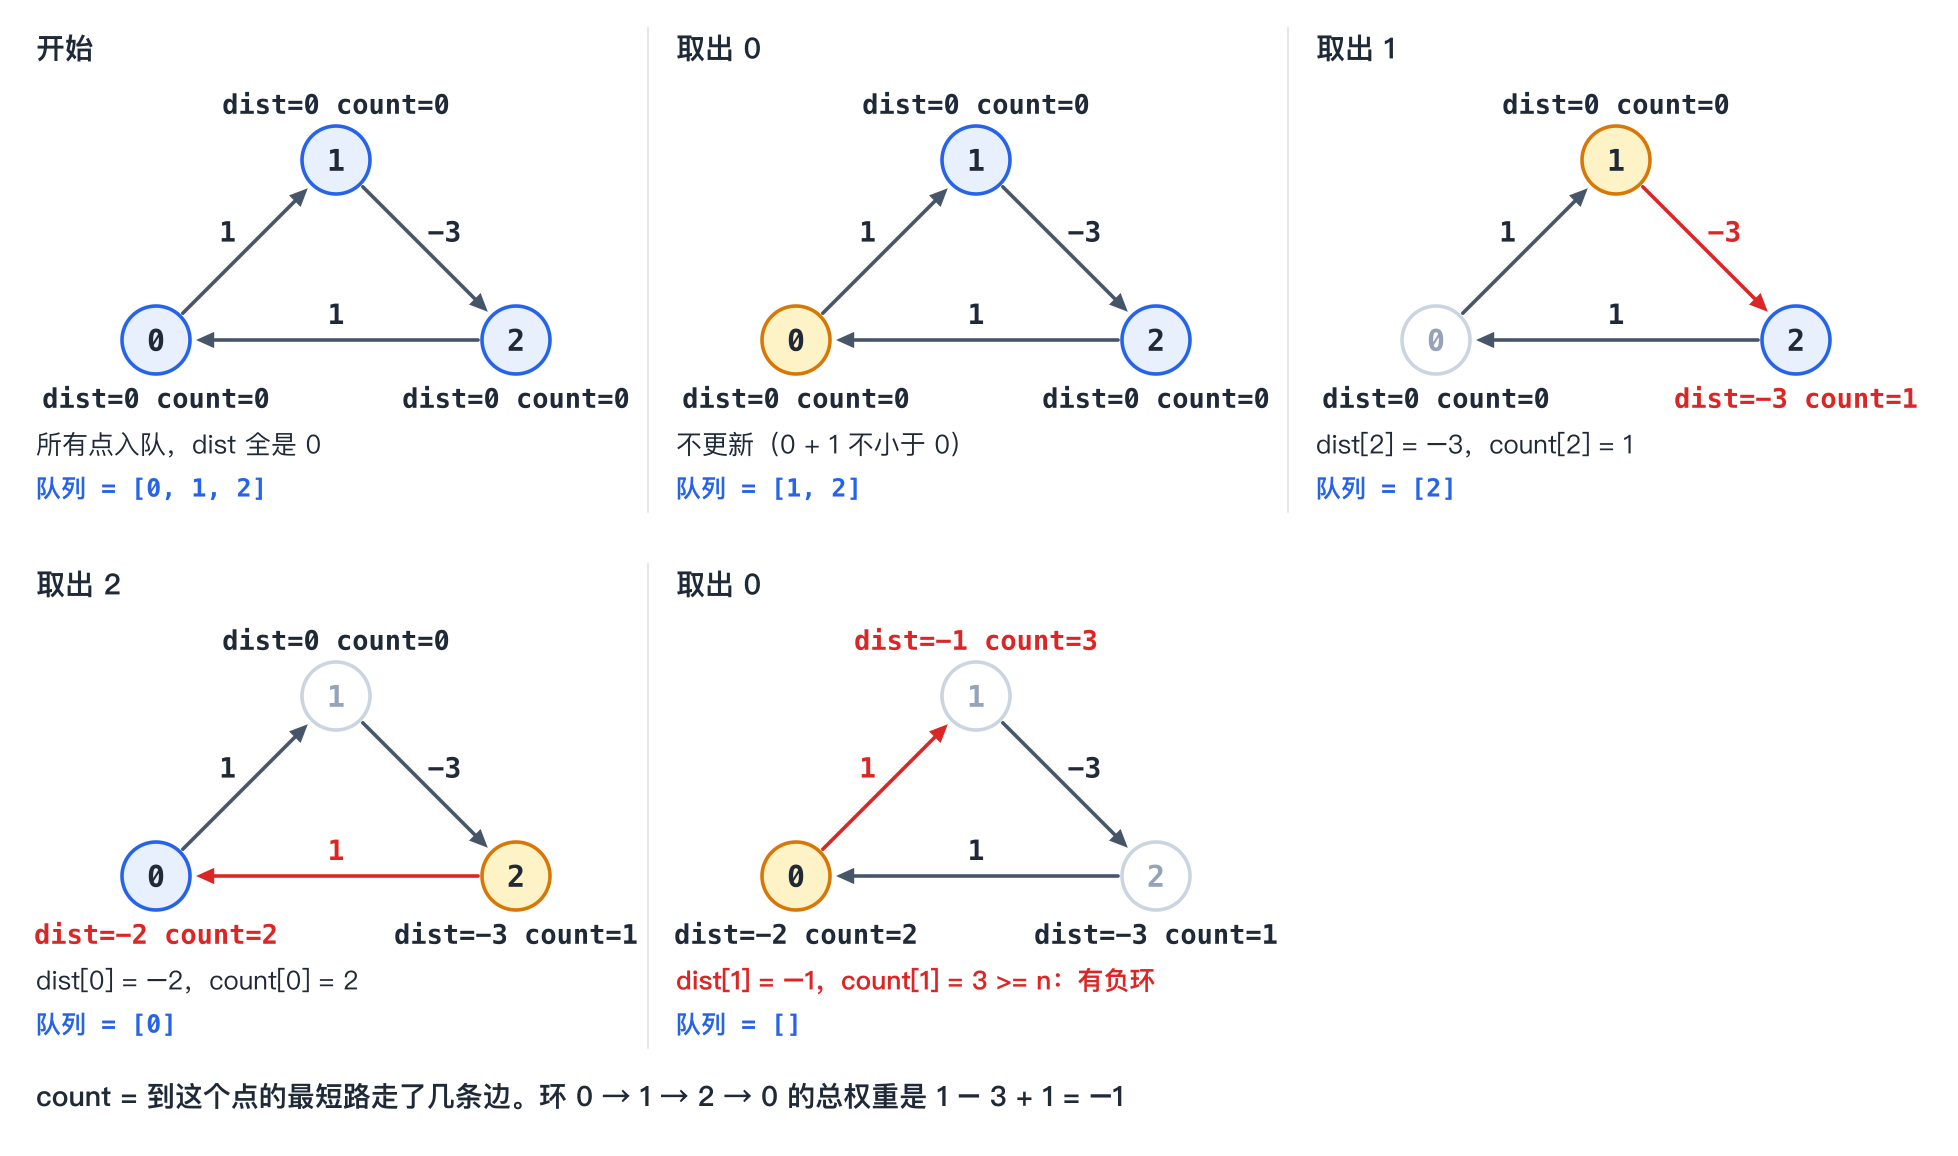 开始
dist=0 count=0
1
1
−3
1
0
2
dist=0 count=0
dist=0 count=0
所有点入队，dist 全是 0
队列 = [0, 1, 2]
取出 0
dist=0 count=0
1
1
−3
1
0
2
dist=0 count=0
dist=0 count=0
不更新（0 + 1 不小于 0）
队列 = [1, 2]
取出 1
dist=0 count=0
1
1
−3
1
0
2
dist=0 count=0
dist=−3 count=1
dist[2] = −3，count[2] = 1
队列 = [2]
取出 2
dist=0 count=0
1
1
−3
1
0
2
dist=−2 count=2
dist=−3 count=1
dist[0] = −2，count[0] = 2
队列 = [0]
取出 0
dist=−1 count=3
1
1
−3
1
0
2
dist=−2 count=2
dist=−3 count=1
dist[1] = −1，count[1] = 3 >= n：有负环
队列 = []
count = 到这个点的最短路走了几条边。环 0 → 1 → 2 → 0 的总权重是 1 − 3 + 1 = −1